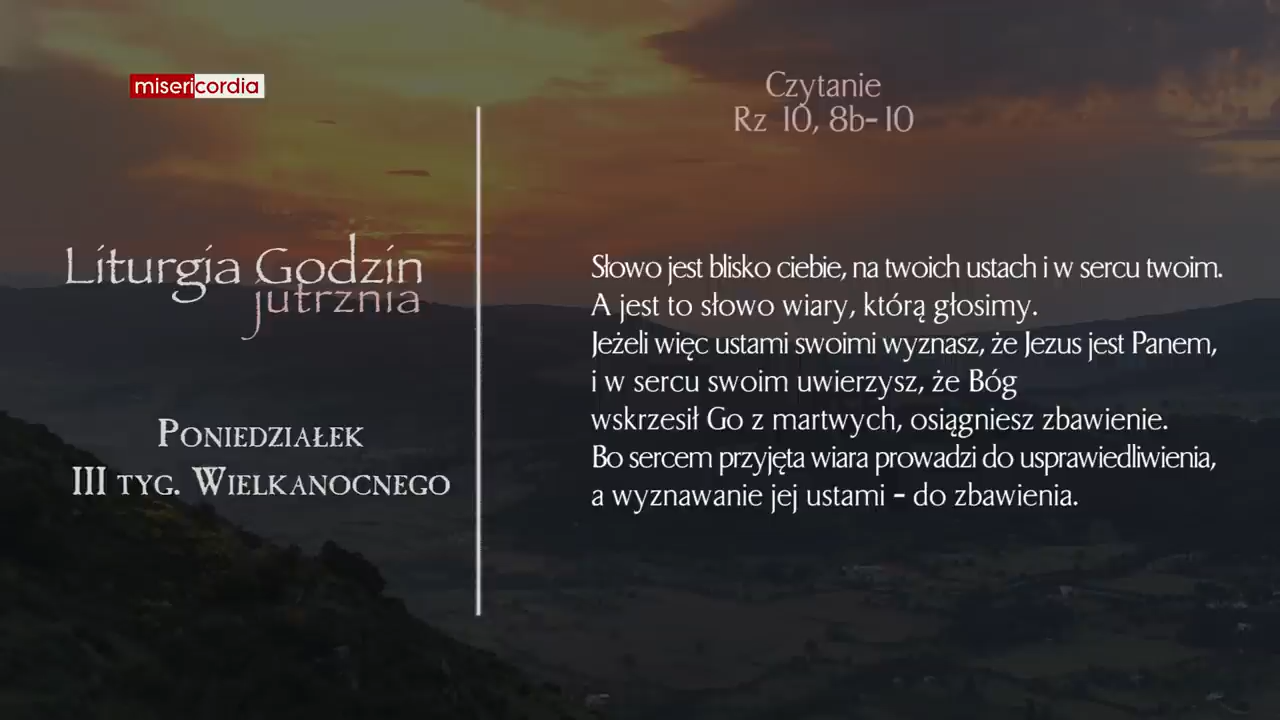 misericordia
Liturgia Godzin
jutrznia
Poniedziałek
III tyg. Wielkanocnego
Czytanie
Rz 10, 8b-10
Słowo jest blisko ciebie, na twoich ustach i w sercu twoim.
A jest to słowo wiary, którą głosimy.
Jeżeli więc ustami swoimi wyznasz, że Jezus jest Panem,
i w sercu swoim uwierzysz, że Bóg
wskrzesił Go z martwych, osiągniesz zbawienie.
Bo sercem przyjęta wiara prowadzi do usprawiedliwienia,
a wyznawanie jej ustami - do zbawienia.